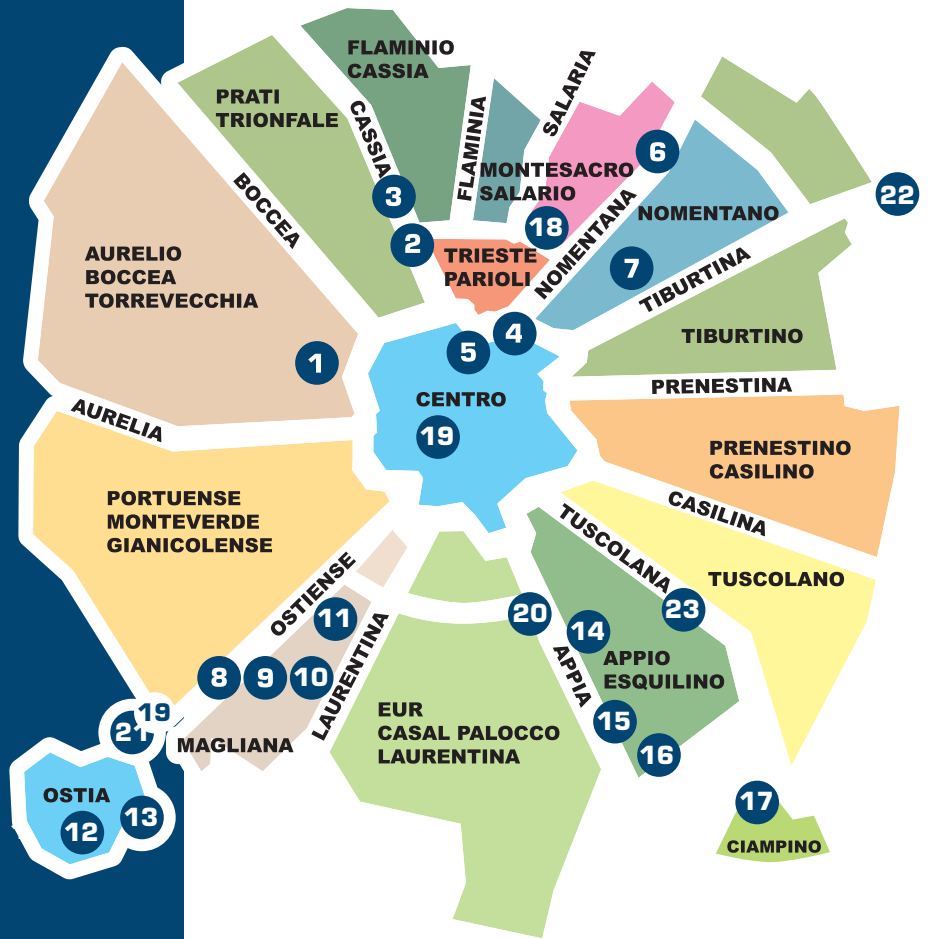 FLAMINIO
CASSIA
PRATI
TRIONFALE
CASSIA
FLAMINIA
SALARIA
MONTESACRO
SALARIO
6
3
22
BOCCEA
NOMENTANA
NOMENTANO
18
2
TRIESTE
PARIOLI
7
TIBURTINA
AURELIO
BOCCEA
TORREVECCHIA
4
5
1
TIBURTINO
PRENESTINA
CENTRO
19
AURELIA
PRENESTINO
CASILINO
CASILINA
PORTUENSE
MONTEVERDE
GIANICOLENSE
TUSCOLANA
TUSCOLANO
OSTIENSE
11
20
23
14
8
9
10
LAURENTINA
APPIA
APPIO
ESQUILINO
19
21
MAGLIANA
EUR
CASAL PALOCCO
LAURENTINA
15
16
OSTIA
12
13
17
CIAMPINO